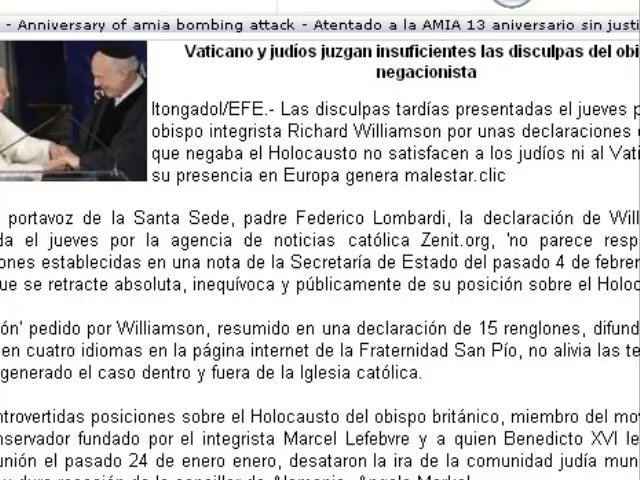 - Anniversary of amia bombing attack - Atentado a la AMIA 13 aniversario sin justi
Vaticano y judíos juzgan insuficientes las disculpas del obi
negacionista
Itongadol/EFE.- Las disculpas tardías presentadas el jueves p
obispo integrista Richard Williamson por unas declaraciones
que negaba el Holocausto no satisfacen a los judíos ni al Vati
su presencia en Europa genera malestar.clic
portavoz de la Santa Sede, padre Federico Lombardi, la declaración de Will
da el jueves por la agencia de noticias católica Zenit.org, 'no parece resp
ones establecidas en una nota de la Secretaría de Estado del pasado 4 de febrer
ue se retracte absoluta, inequívoca y públicamente de su posición sobre el Holoc
ón' pedido por Williamson, resumido en una declaración de 15 renglones, difund
en cuatro idiomas en la página internet de la Fraternidad San Pío, no alivia las te
generado el caso dentro y fuera de la Iglesia católica.
ntrovertidas posiciones sobre el Holocausto del obispo británico, miembro del mov
nservador fundado por el integrista Marcel Lefebvre y a quien Benedicto XVI le
unión el pasado 24 de enero enero, desataron la ira de la comunidad judía mun